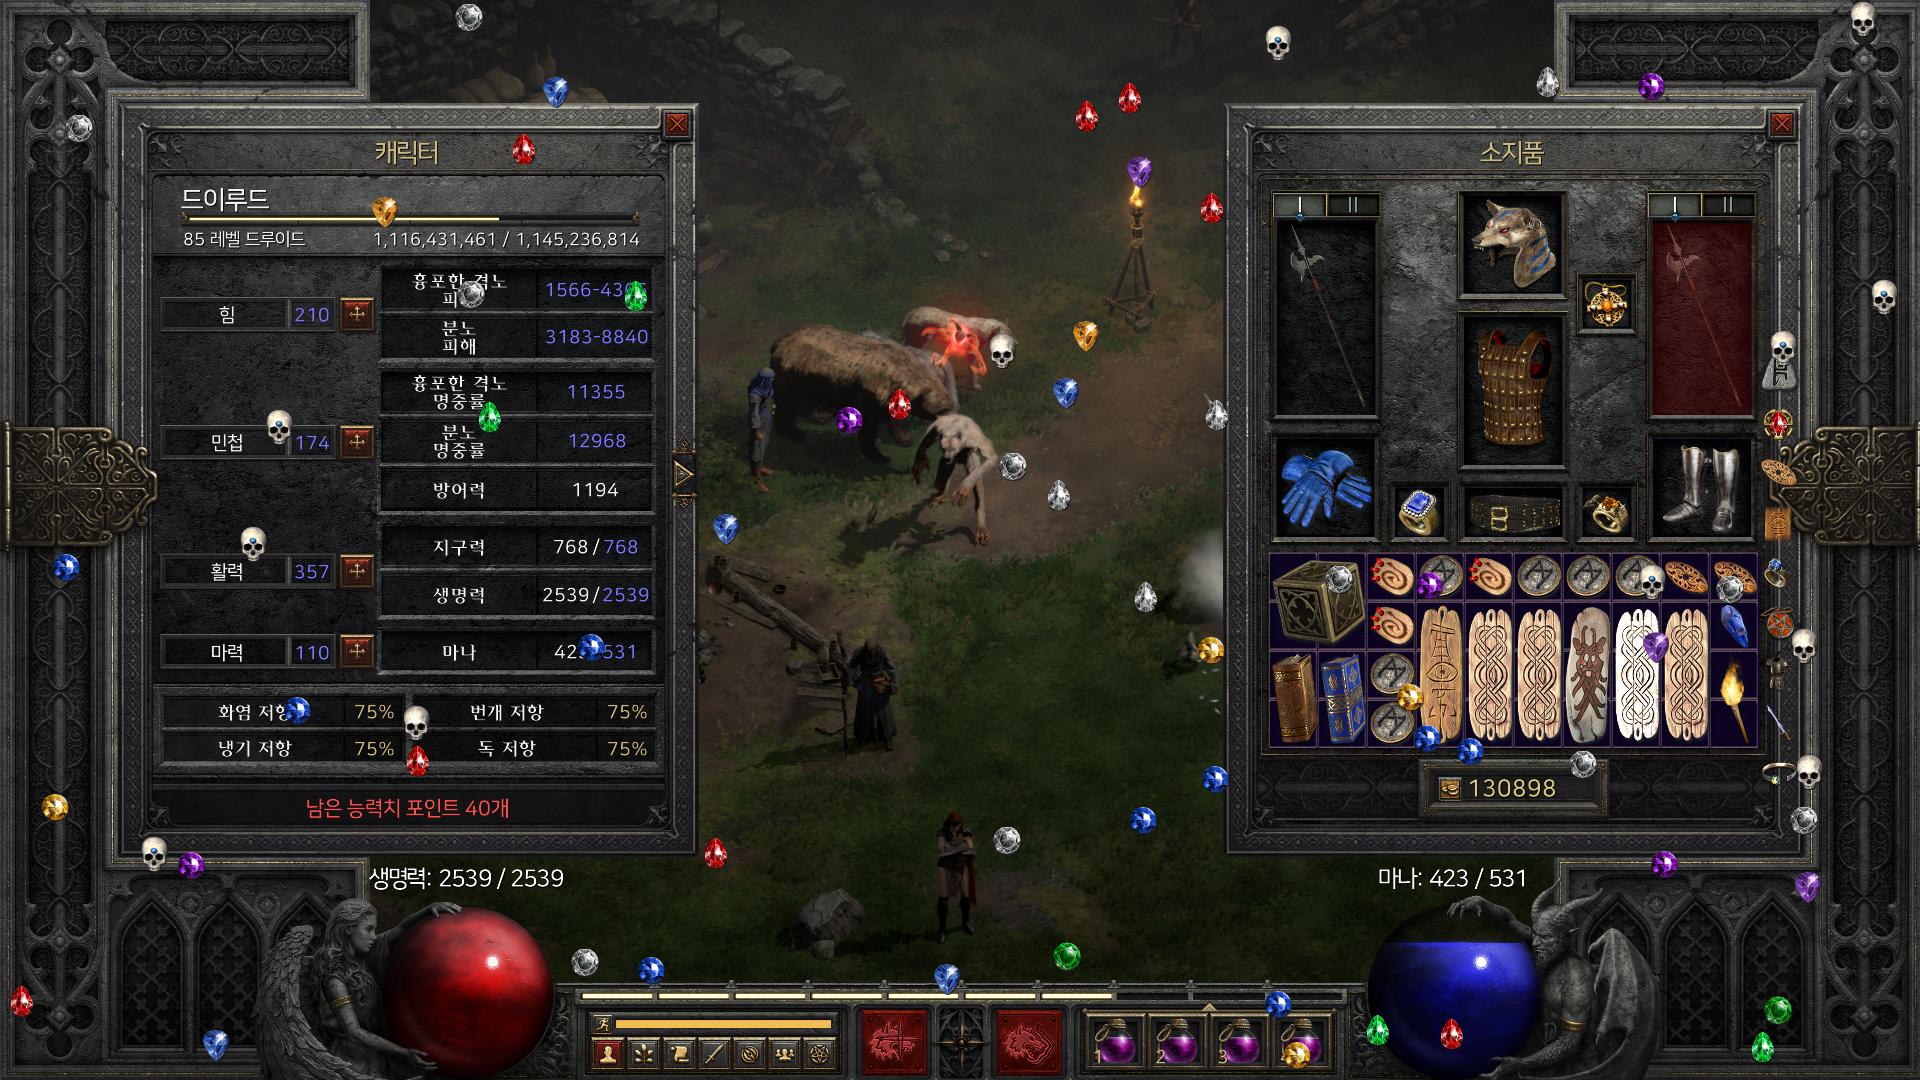 캐릭터
드이루드
85 레벨 드루이드
1,116,431,461 / 1,145,236,814
힘
210
흉포한 격노
1566-43
분노
피해
3183-8840
흉포한 격노
명중률
11355
민첩
174
분노
명중률
12968
방어력
1194
활력
357
지구력
768/768
생명력
2539/2539
마력
110
마나
531
화염 저항
75%
번개 저항
75%
냉기 저항
75%
독 저항
75%
남은 능력치 포인트 40개
생명력: 2539 / 2539
소지품
I
II
I
II
130898
마나: 423 / 531
1
2
3